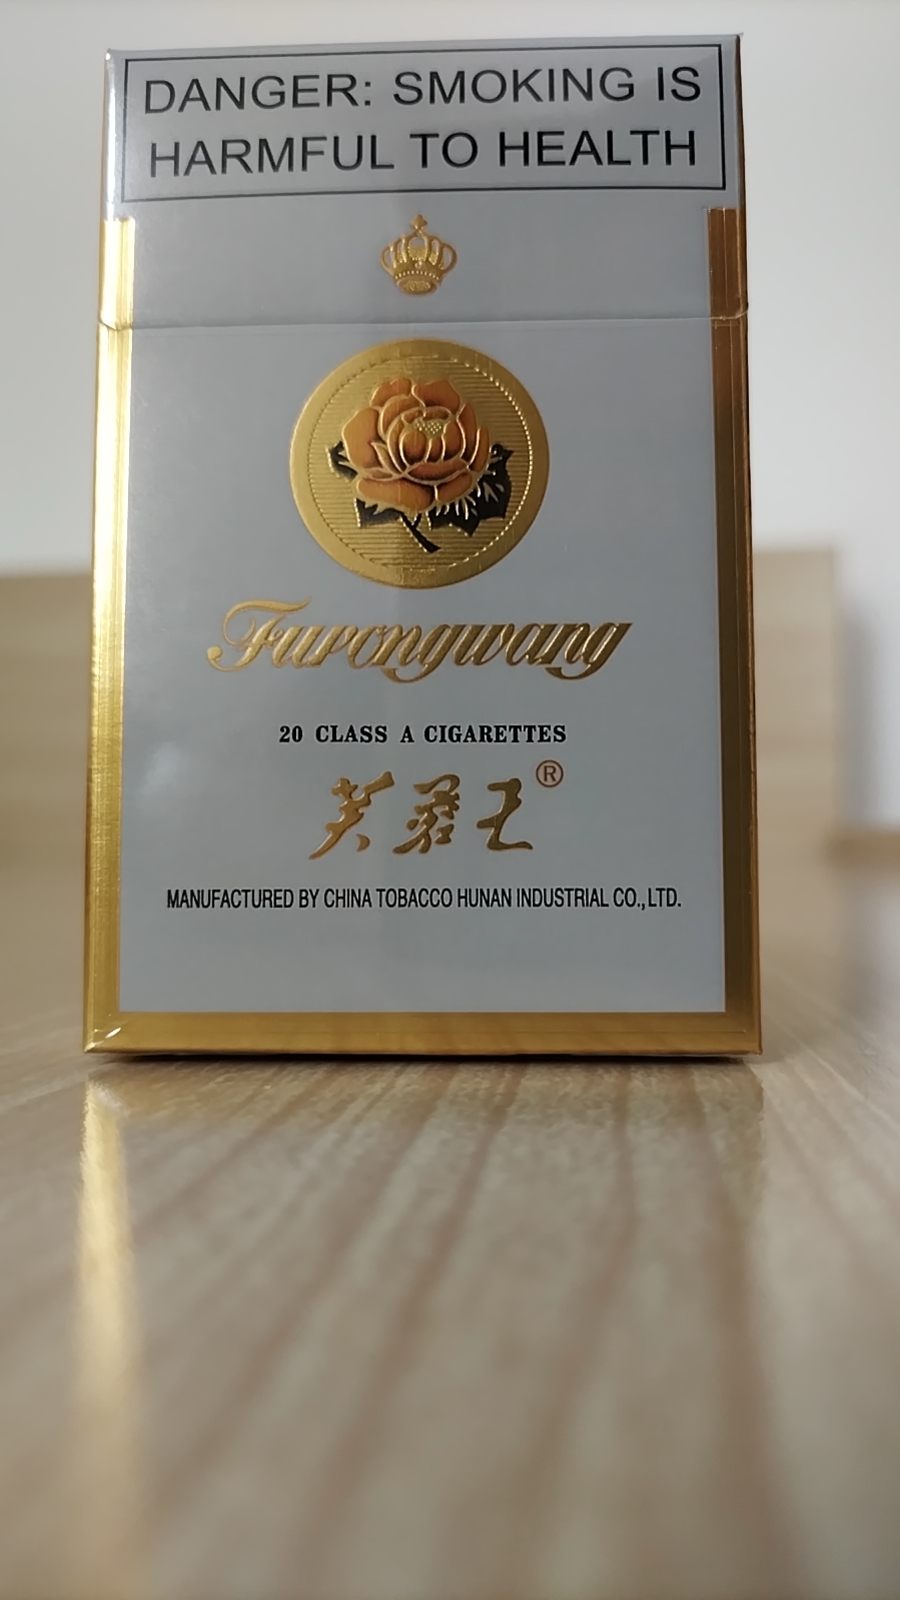 DANGER: SMOKING IS
HARMFUL TO HEALTH
Furongwang
20 CLASS A CIGARETTES
芙蓉王®
MANUFACTURED BY CHINA TOBACCO HUNAN INDUSTRIAL CO.,LTD.